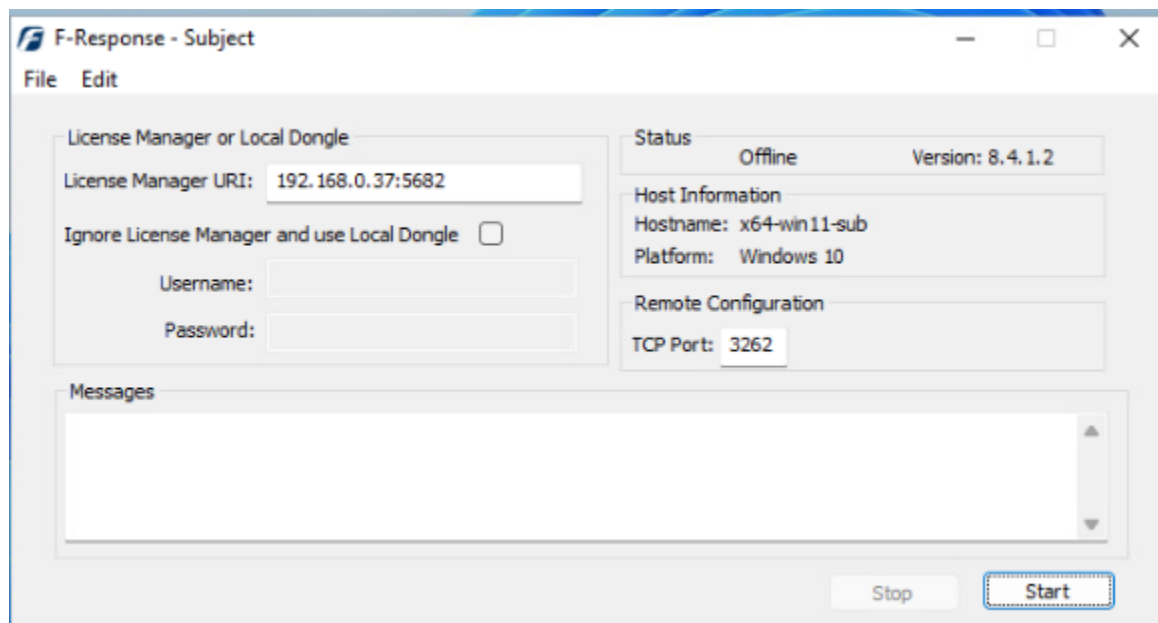 F-Response - Subject
File Edit
License Manager or Local Dongle
License Manager URI: 192.168.0.37:5682
Ignore License Manager and use Local Dongle
Username:
Password:
Status
Offline Version: 8.4.1.2
Host Information
Hostname: x64-win11-sub
Platform: Windows 10
Remote Configuration
TCP Port: 3262
Messages
Stop Start